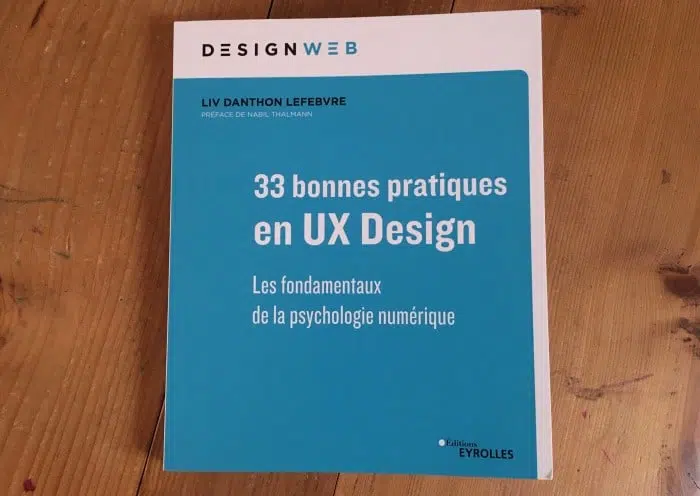 DESIGNWEB
LIV DANTHON LEFEBVRE
PRÉFACE DE NABIL THALMANN
33 bonnes pratiques
en UX Design
Les fondamentaux
de la psychologie numérique
Éditions
EYROLLES